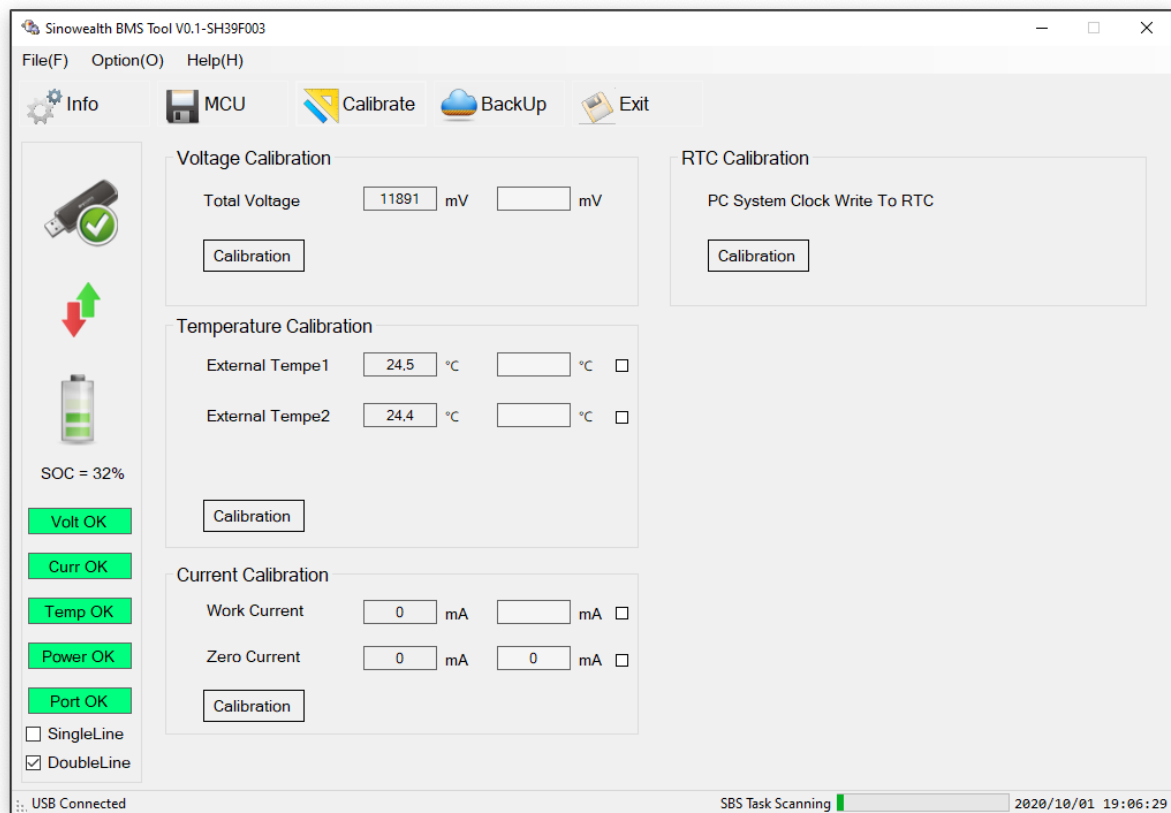 Sinowealth BMS Tool V0.1-SH39F003
File(F) Option(O) Help(H)
Info MCU Calibrate BackUp Exit
SOC = 32%
Volt OK
Curr OK
Temp OK
Power OK
Port OK
SingleLine
DoubleLine
Voltage Calibration
Total Voltage 11891 mV mV
Calibration
Temperature Calibration
External Tempe1 24,5 °C °C
External Tempe2 24,4 °C °C
Calibration
Current Calibration
Work Current 0 mA mA
Zero Current 0 mA 0 mA
Calibration
RTC Calibration
PC System Clock Write To RTC
Calibration
USB Connected SBS Task Scanning 2020/10/01 19:06:29